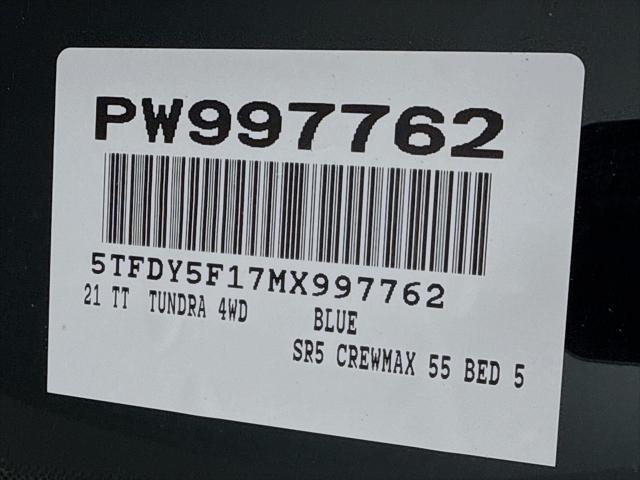 PW997762
5TFDY5F17MX997762
21 TT TUNDRA 4WD BLUE
SR5 CREWMAX 55 BED 5